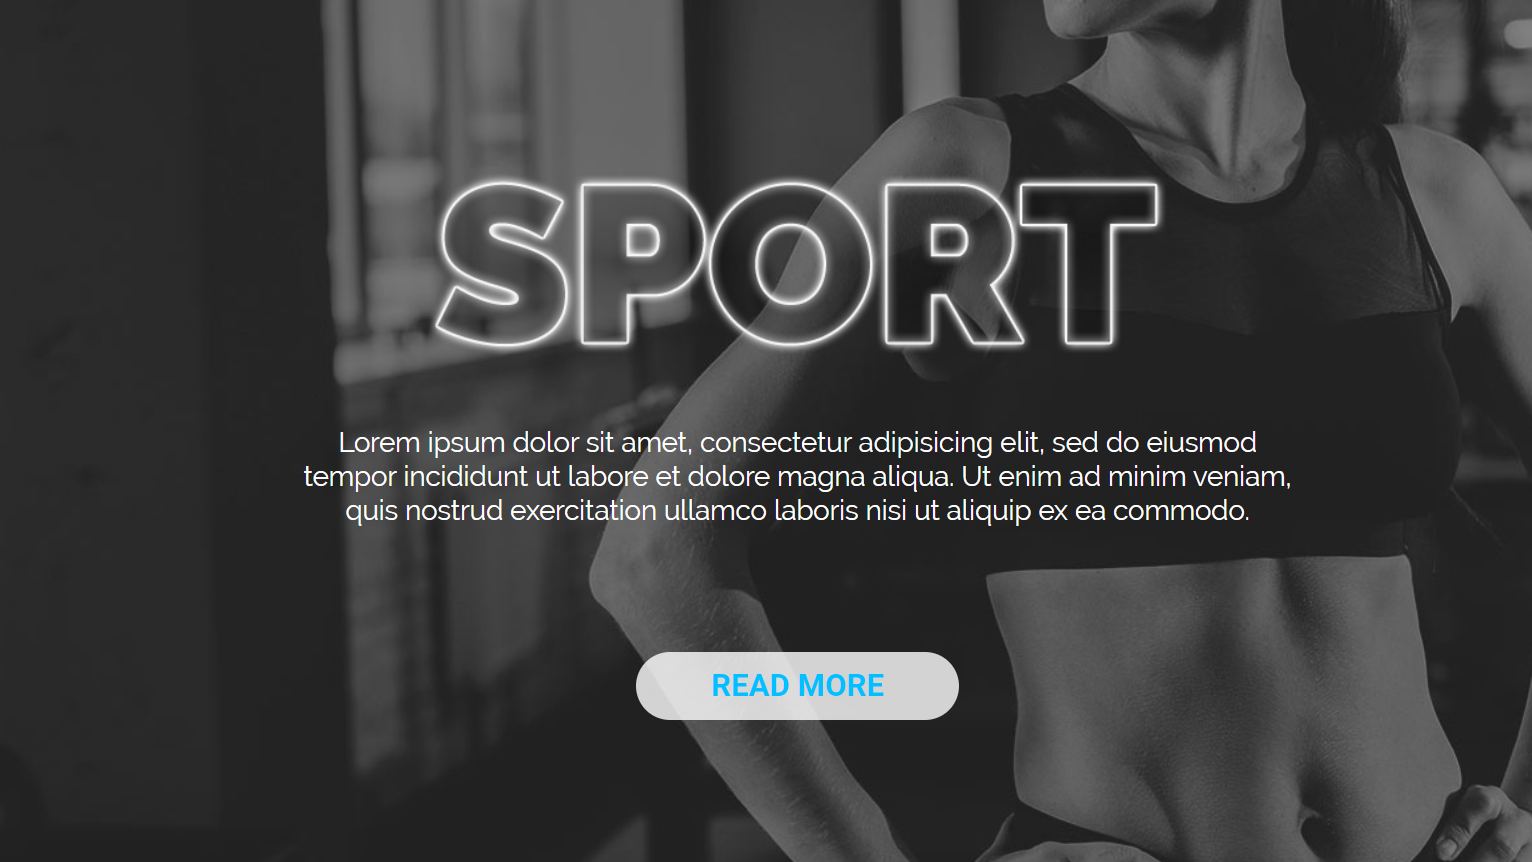 SPORT
Lorem ipsum dolor sit amet, consectetur adipisicing elit, sed do eiusmod
tempor incididunt ut labore et dolore magna aliqua. Ut enim ad minim veniam,
quis nostrud exercitation ullamco laboris nisi ut aliquip ex ea commodo.
READ MORE